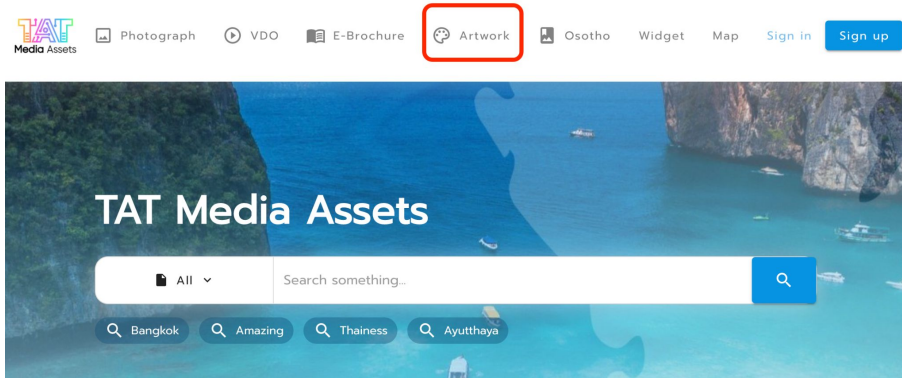 TAT
Media Assets
Photograph
VDO
E-Brochure
Artwork
Osotho
Widget
Map
Sign in
Sign up
TAT Media Assets
All
Search something...
Bangkok
Amazing
Thainess
Ayutthaya